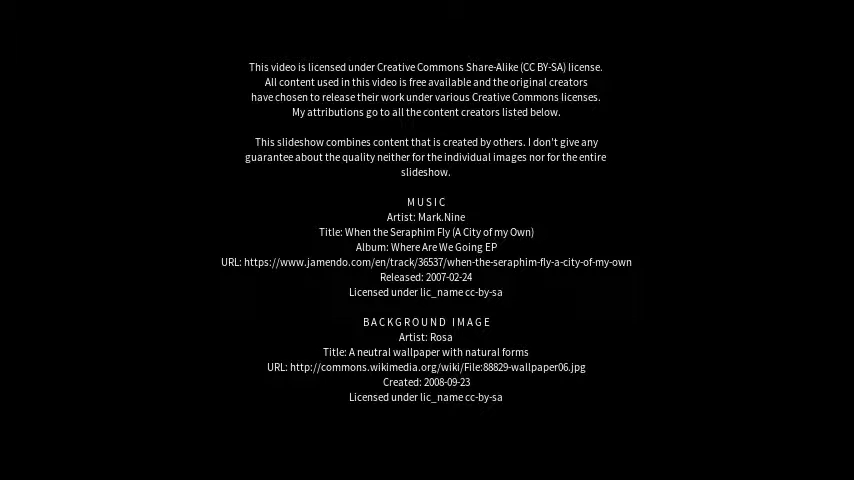 This video is licensed under Creative Commons Share-Alike (CC BY-SA) license.
All content used in this video is free available and the original creators
have chosen to release their work under various Creative Commons licenses.
My attributions go to all the content creators listed below.
This slideshow combines content that is created by others. I don't give any
guarantee about the quality neither for the individual images nor for the entire
slideshow.
MUSIC
Artist: Mark.Nine
Title: When the Seraphim Fly (A City of my Own)
Album: Where Are We Going EP
URL: https://www.jamendo.com/en/track/36537/when-the-seraphim-fly-a-city-of-my-own
Released: 2007-02-24
Licensed under lic_name cc-by-sa
BACKGROUND IMAGE
Artist: Rosa
Title: A neutral wallpaper with natural forms
URL: http://commons.wikimedia.org/wiki/File:88829-wallpaper06.jpg
Created: 2008-09-23
Licensed under lic_name cc-by-sa